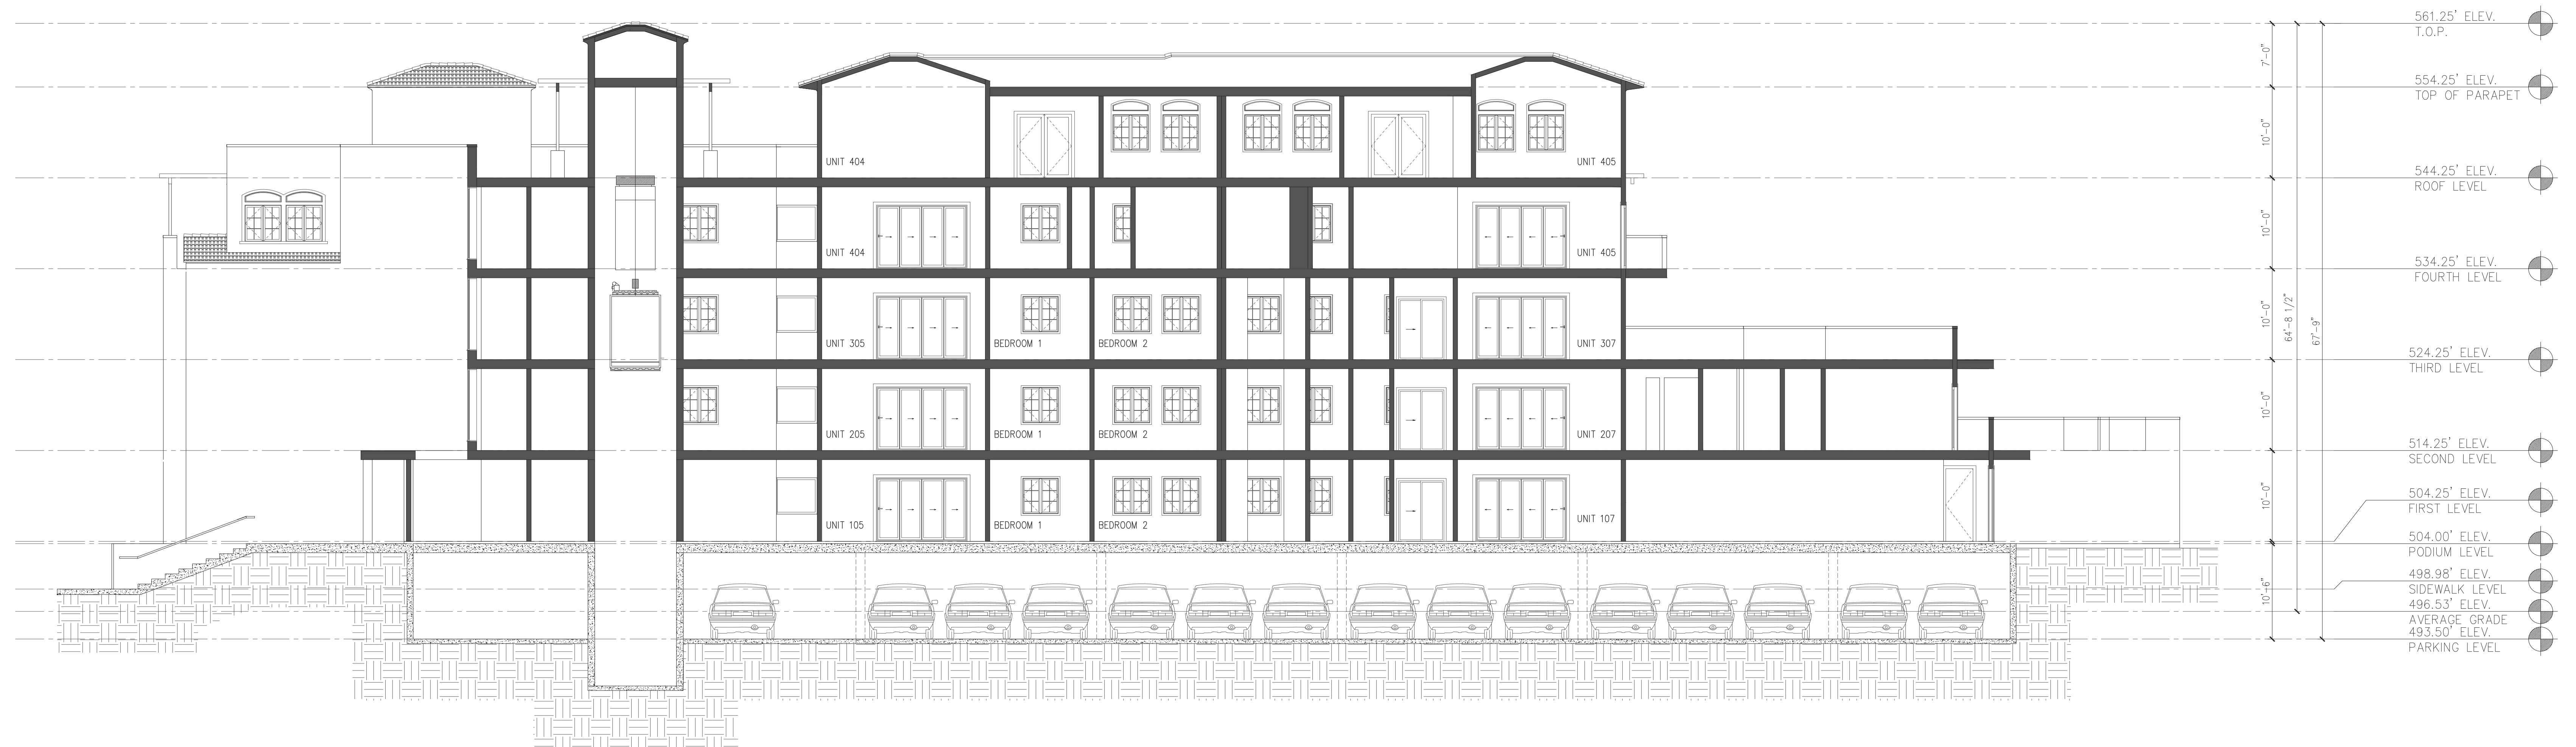 561.25' ELEV.
T.O.P.
7'-0"
554.25' ELEV.
TOP OF PARAPET
10'-0"
UNIT 404
UNIT 405
544.25' ELEV.
ROOF LEVEL
10'-0"
UNIT 404
UNIT 405
534.25' ELEV.
FOURTH LEVEL
10'-0"
64'-8 1/2"
67'-9"
UNIT 305
BEDROOM 1
BEDROOM 2
UNIT 307
524.25' ELEV.
THIRD LEVEL
10'-0"
UNIT 205
BEDROOM 1
BEDROOM 2
UNIT 207
514.25' ELEV.
SECOND LEVEL
10'-0"
504.25' ELEV.
FIRST LEVEL
UNIT 105
BEDROOM 1
BEDROOM 2
UNIT 107
504.00' ELEV.
PODIUM LEVEL
10'-6"
498.98' ELEV.
SIDEWALK LEVEL
496.53' ELEV.
AVERAGE GRADE
493.50' ELEV.
PARKING LEVEL